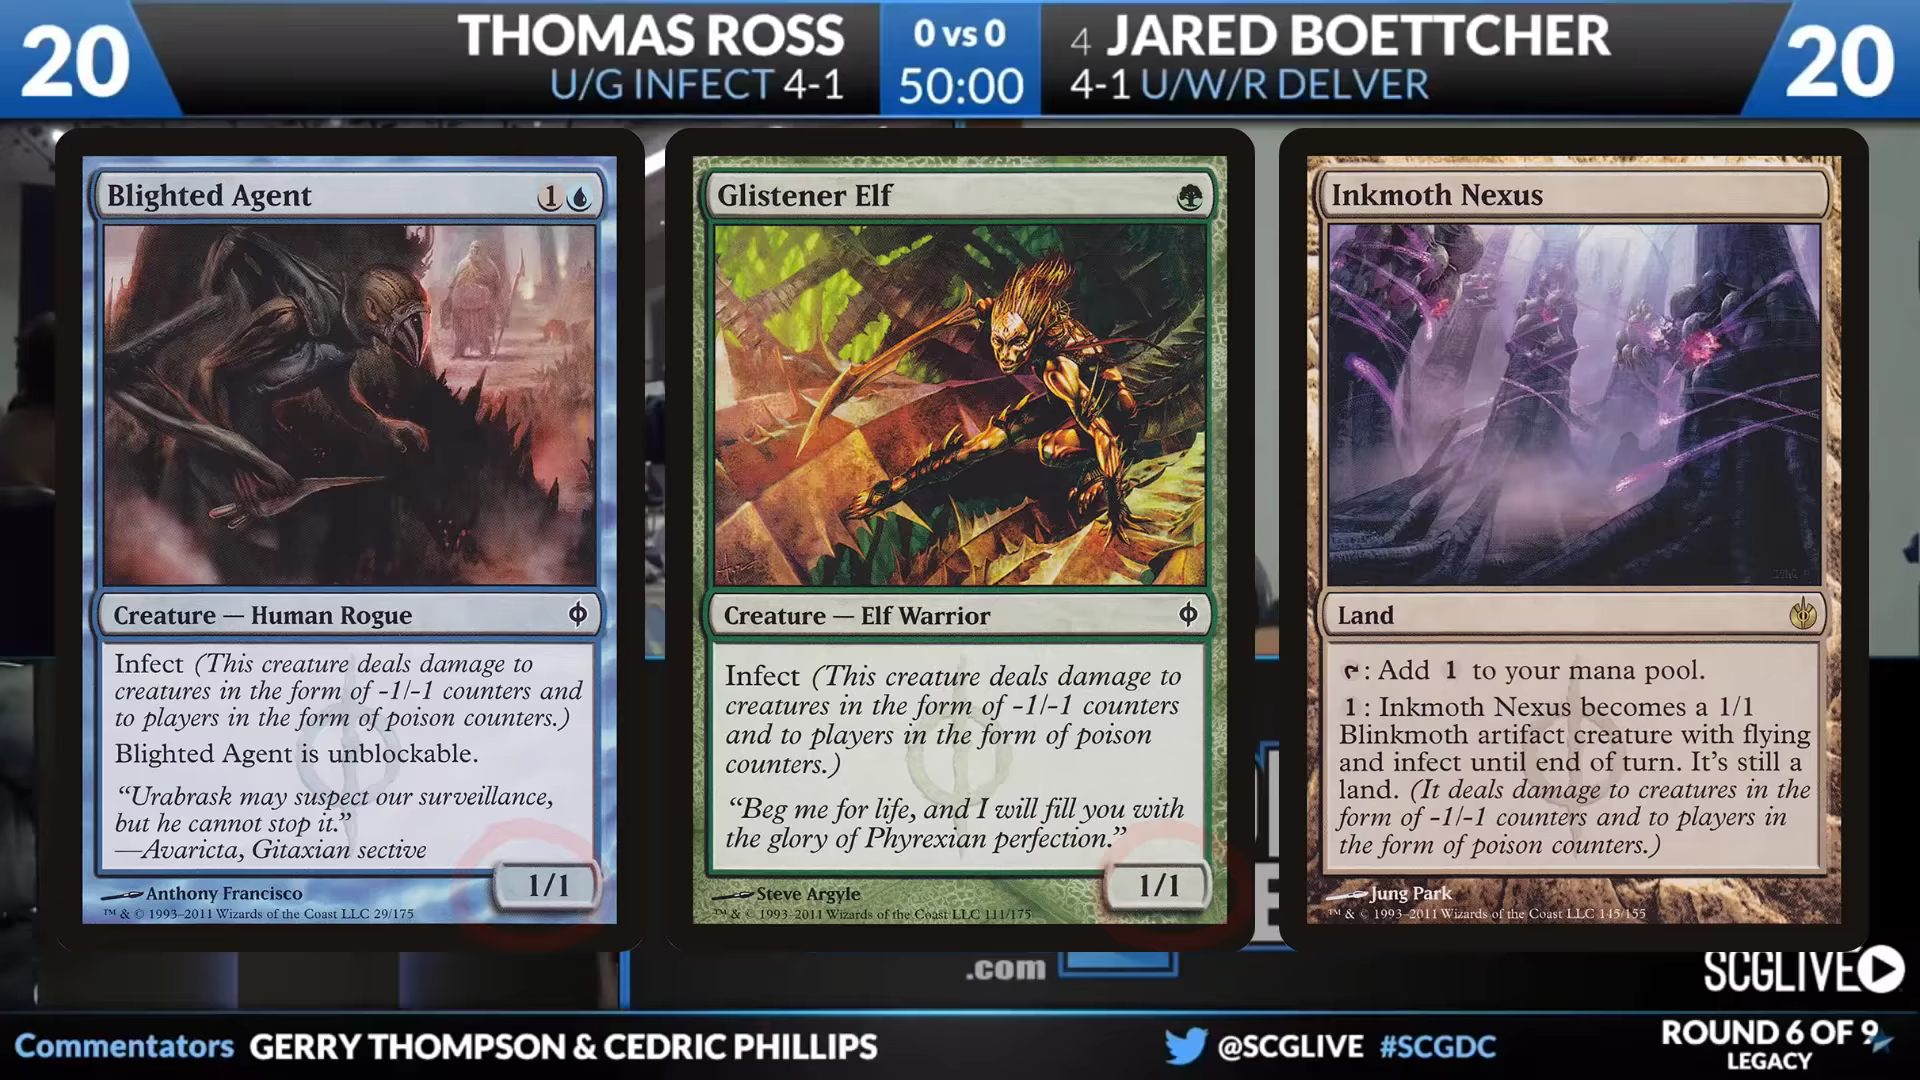 20
THOMAS ROSS
U/G INFECT 4-1
0 vs 0
50:00
4 JARED BOETTCHER
4-1 U/W/R DELVER
20
Blighted Agent 1
Creature — Human Rogue
Infect (This creature deals damage to
creatures in the form of -1/-1 counters and
to players in the form of poison counters.)
Blighted Agent is unblockable.
“Urabrask may suspect our surveillance,
but he cannot stop it.”
—Avaricta, Gitaxian sective
1/1
Anthony Francisco
™ & © 1993–2011 Wizards of the Coast LLC 29/175
Glistener Elf
Creature — Elf Warrior
Infect (This creature deals damage to
creatures in the form of -1/-1 counters
and to players in the form of poison
counters.)
“Beg me for life, and I will fill you with
the glory of Phyrexian perfection.”
1/1
Steve Argyle
™ & © 1993–2011 Wizards of the Coast LLC 111/175
Inkmoth Nexus
Land
: Add 1 to your mana pool.
1: Inkmoth Nexus becomes a 1/1
Blinkmoth artifact creature with flying
and infect until end of turn. It's still a
land. (It deals damage to creatures in the
form of -1/-1 counters and to players in
the form of poison counters.)
Jung Park
™ & © 1993–2011 Wizards of the Coast LLC 145/155
.com
SCGLIVE
Commentators GERRY THOMPSON & CEDRIC PHILLIPS
@SCGLIVE #SCGDC
ROUND 6 OF 9
LEGACY